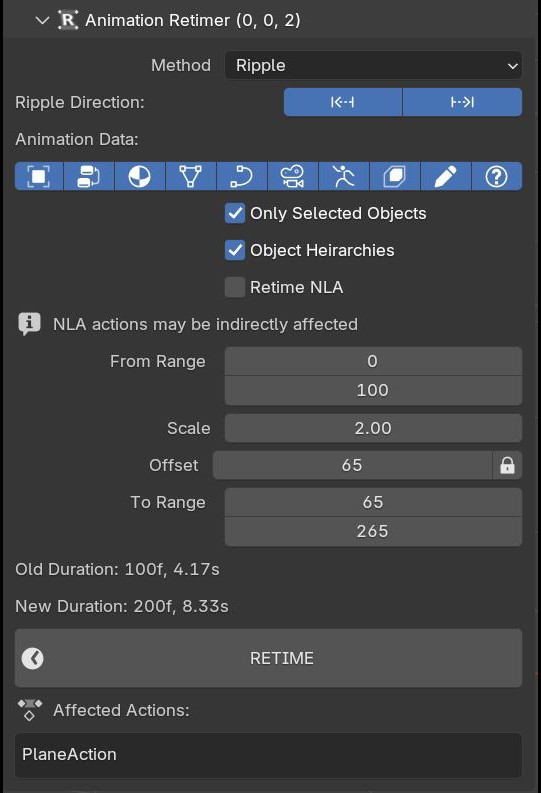 Animation Retimer (0, 0, 2)
Method Ripple
Ripple Direction:
Animation Data:
Only Selected Objects
Object Heirarchies
Retime NLA
NLA actions may be indirectly affected
From Range 0
100
Scale 2.00
Offset 65
To Range 65
265
Old Duration: 100f, 4.17s
New Duration: 200f, 8.33s
RETIME
Affected Actions:
PlaneAction